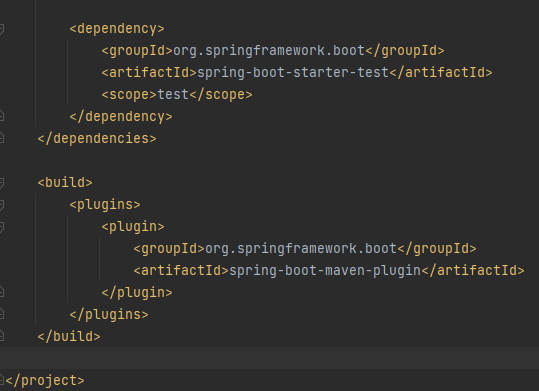 <dependency>
<groupId>org.springframework.boot</groupId>
<artifactId>spring-boot-starter-test</artifactId>
<scope>test</scope>
</dependency>
</dependencies>
<build>
<plugins>
<plugin>
<groupId>org.springframework.boot</groupId>
<artifactId>spring-boot-maven-plugin</artifactId>
</plugin>
</plugins>
</build>
</project>